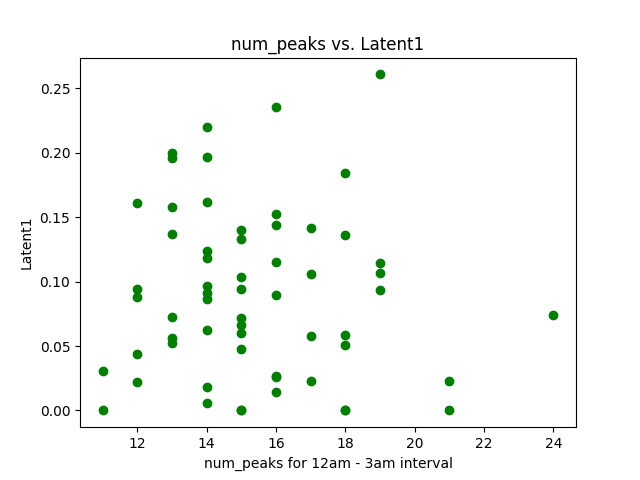 num_peaks vs. Latent1
0.25
0.20
0.15
0.10
0.05
0.00
Latent1
12 14 16 18 20 22 24
num_peaks for 12am - 3am interval